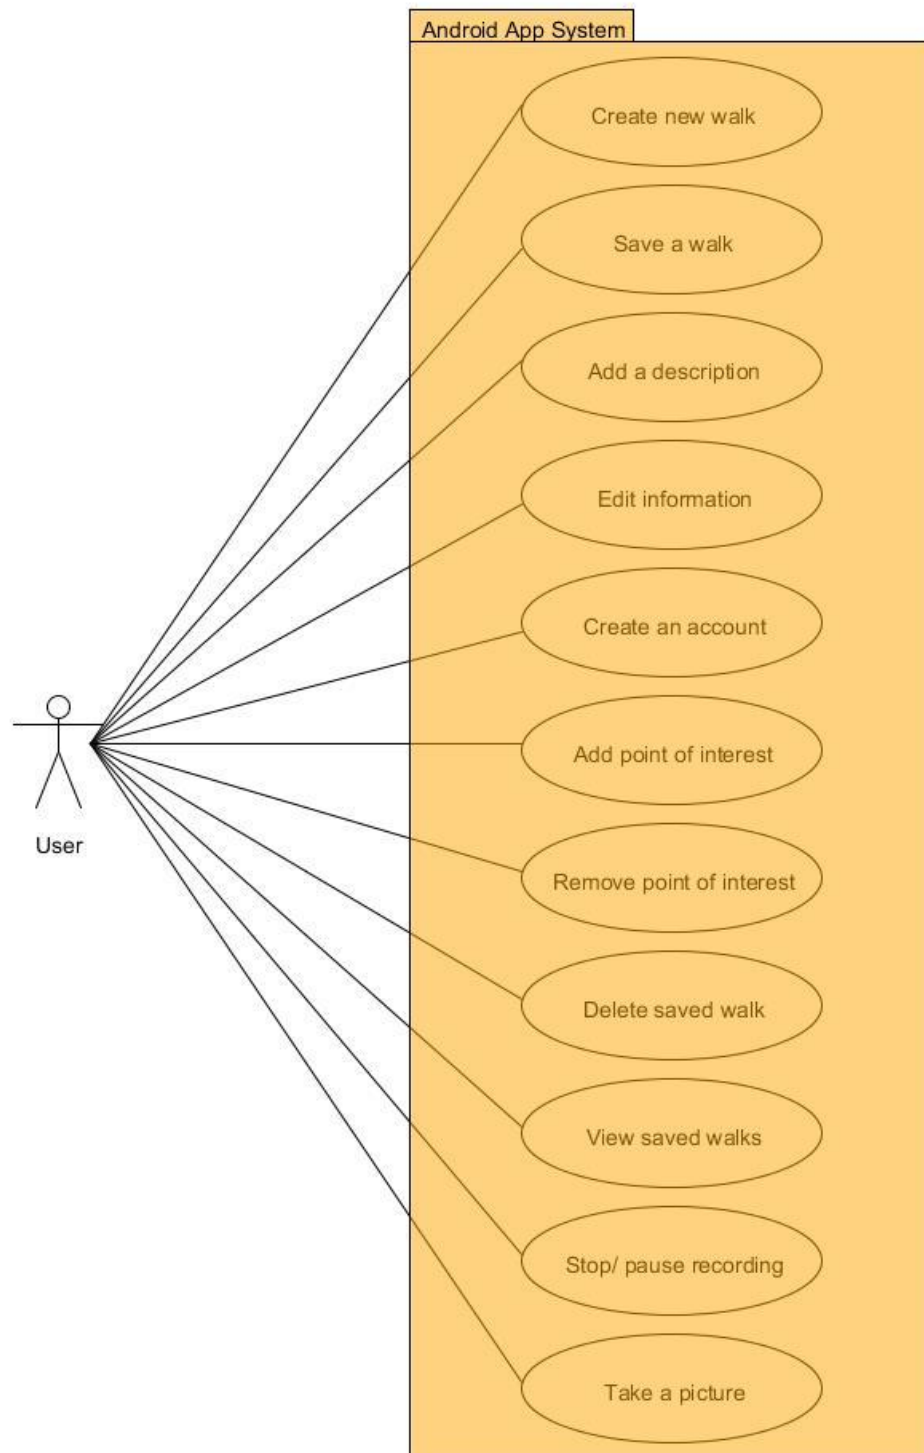 Android App System
Create new walk
Save a walk
Add a description
Edit information
Create an account
Add point of interest
Remove point of interest
User
Delete saved walk
View saved walks
Stop/ pause recording
Take a picture